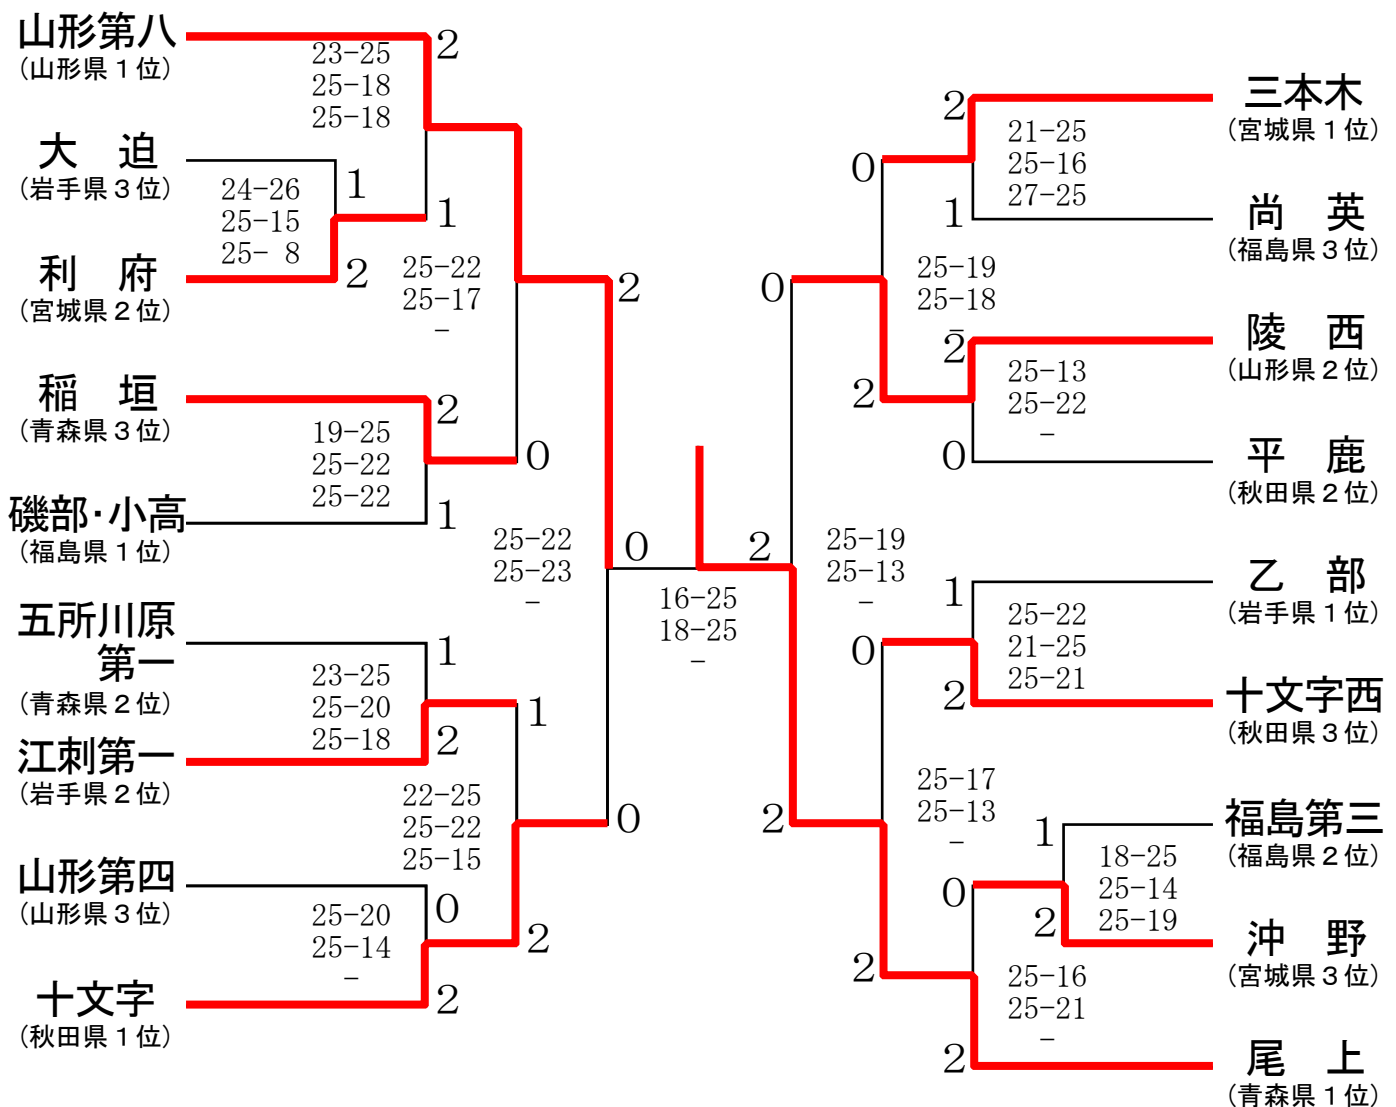 山形第八
(山形県１位)
大　迫
(岩手県３位)
利　府
(宮城県２位)
稲　垣
(青森県３位)
磯部・小高
(福島県１位)
五所川原
第一
(青森県２位)
江刺第一
(岩手県２位)
山形第四
(山形県３位)
十文字
(秋田県１位)
2
23-25
25-18
25-18
1
1
24-26
25-15
25- 8
2
25-22
25-17
-
2
2
19-25
25-22
25-22
0
1
25-22
25-23
-
0
1
23-25
25-20
25-18
1
2
22-25
25-22
25-15
0
0
25-20
25-14
-
2
2
2
16-25
18-25
-
2
0
21-25
25-16
27-25
1
0
25-19
25-18
-
2
2
25-13
25-22
-
0
25-19
25-13
-
1
0
25-22
21-25
25-21
2
25-17
25-13
-
2
1
0
18-25
25-14
25-19
2
2
25-16
25-21
-
2
三本木
(宮城県１位)
尚　英
(福島県３位)
陵　西
(山形県２位)
平　鹿
(秋田県２位)
乙　部
(岩手県１位)
十文字西
(秋田県３位)
福島第三
(福島県２位)
沖　野
(宮城県３位)
尾　上
(青森県１位)